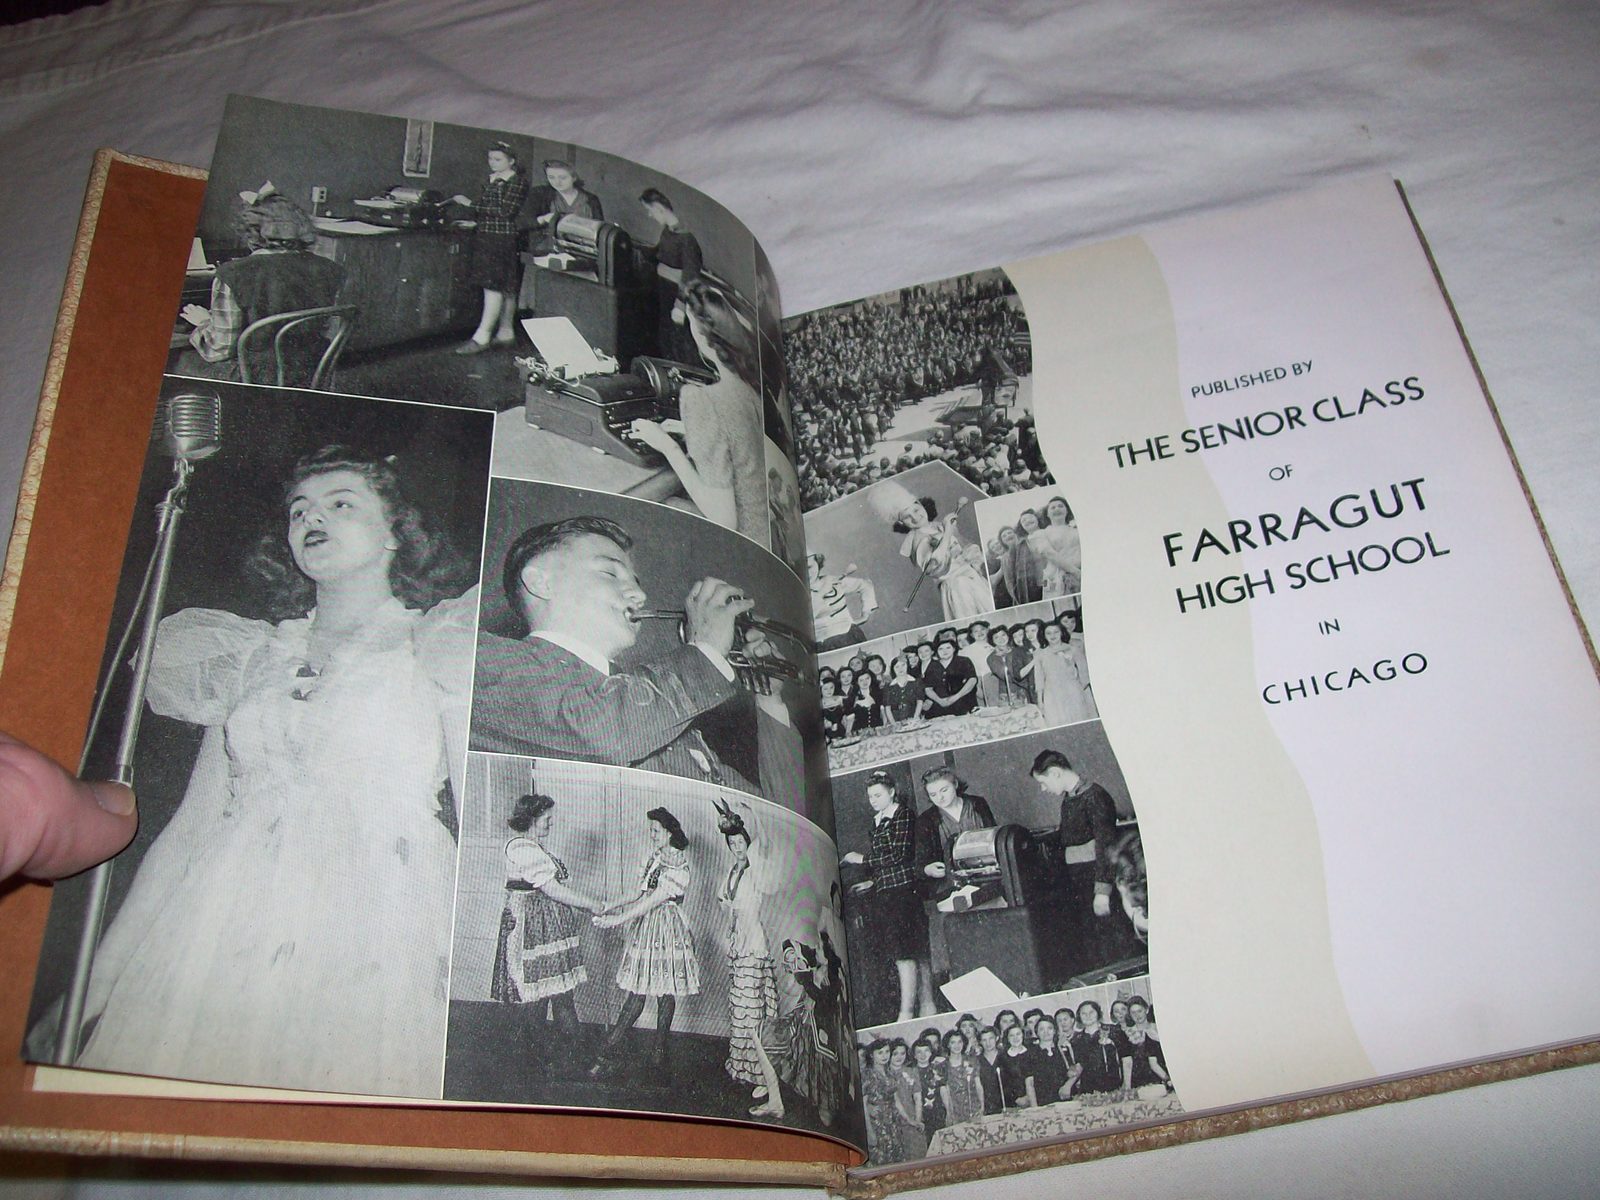 PUBLISHED BY
THE SENIOR CLASS
OF
FARRAGUT
HIGH SCHOOL
IN
CHICAGO